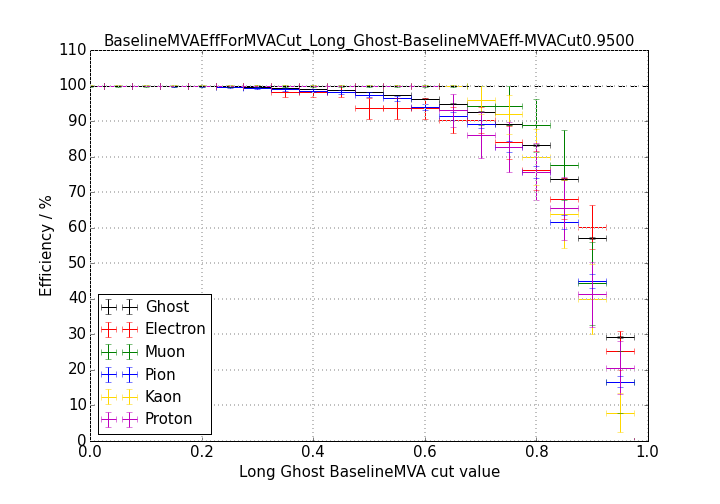 BaselineMVAEffForMVACut_Long_Ghost-BaselineMVAEff-MVACut0.9500
110
100
90
80
70
60
50
40
30
20
10
0
Efficiency / %
Ghost
Electron
Muon
Pion
Kaon
Proton
0.0 0.2 0.4 0.6 0.8 1.0
Long Ghost BaselineMVA cut value